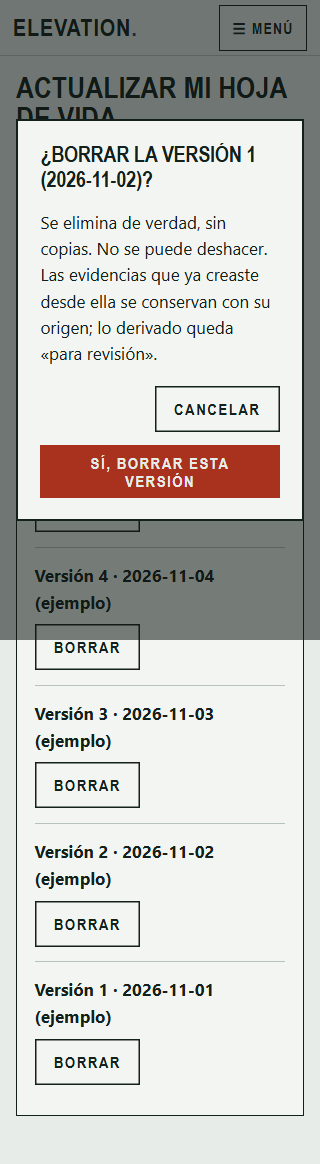 ELEVATION.
☰ MENÚ
ACTUALIZAR MI HOJA
DE VIDA
¿BORRAR LA VERSIÓN 1
(2026-11-02)?
Se elimina de verdad, sin
copias. No se puede deshacer.
Las evidencias que ya creaste
desde ella se conservan con su
origen; lo derivado queda
«para revisión».
CANCELAR
SÍ, BORRAR ESTA
VERSIÓN
Versión 4 · 2026-11-04
(ejemplo)
BORRAR
Versión 3 · 2026-11-03
(ejemplo)
BORRAR
Versión 2 · 2026-11-02
(ejemplo)
BORRAR
Versión 1 · 2026-11-01
(ejemplo)
BORRAR